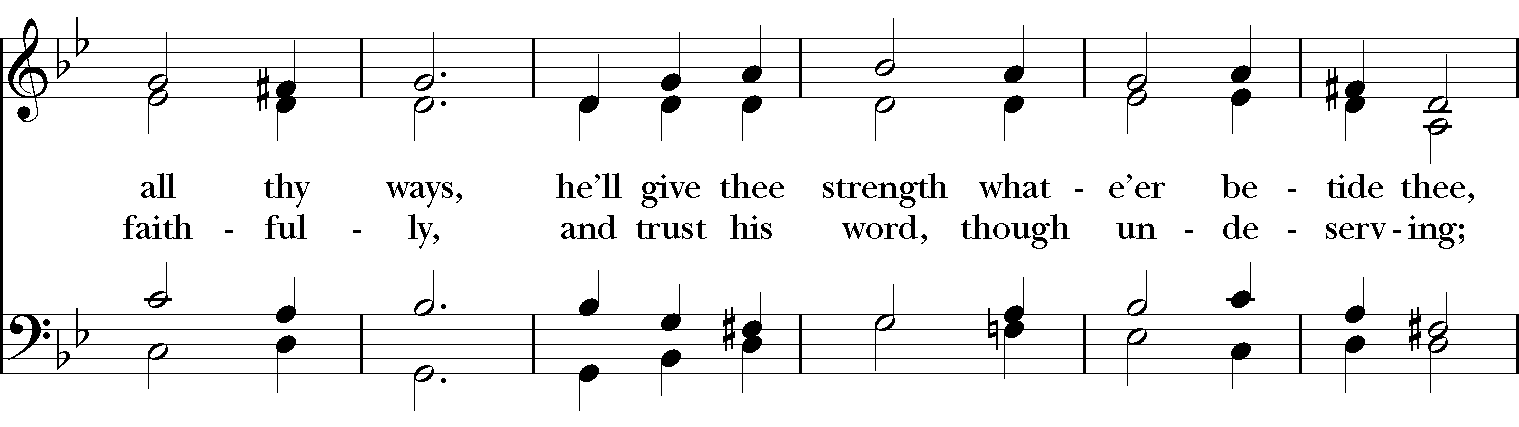 all thy ways, he'll give thee strength what - e'er be - tide thee,
faith - ful - ly, and trust his word, though un - de - serv - ing;